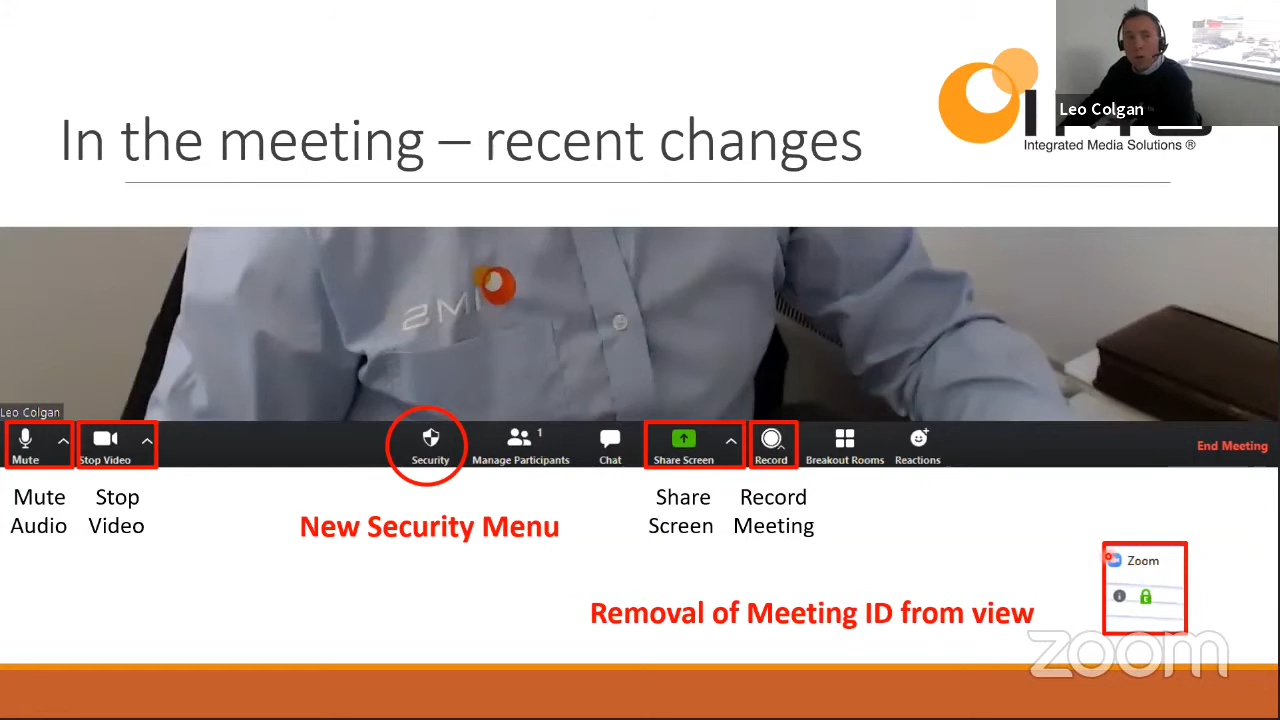 In the meeting – recent changes
Leo Colgan
Integrated Media Solutions ®
Leo Colgan
Mute
Stop Video
Security
Manage Participants
1
Chat
Share Screen
Record
Breakout Rooms
Reactions
End Meeting
Mute
Audio
Stop
Video
New Security Menu
Share
Screen
Record
Meeting
Zoom
Removal of Meeting ID from view
zoom